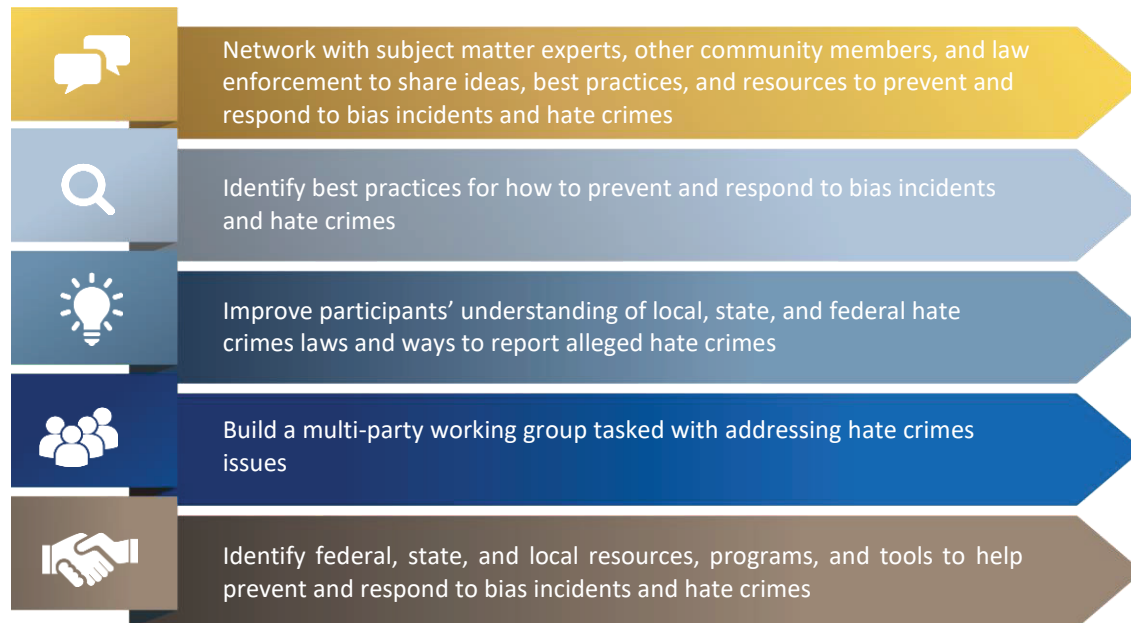 Network with subject matter experts, other community members, and law
enforcement to share ideas, best practices, and resources to prevent and
respond to bias incidents and hate crimes
Identify best practices for how to prevent and respond to bias incidents
and hate crimes
Improve participants’ understanding of local, state, and federal hate
crimes laws and ways to report alleged hate crimes
Build a multi-party working group tasked with addressing hate crimes
issues
Identify federal, state, and local resources, programs, and tools to help
prevent and respond to bias incidents and hate crimes